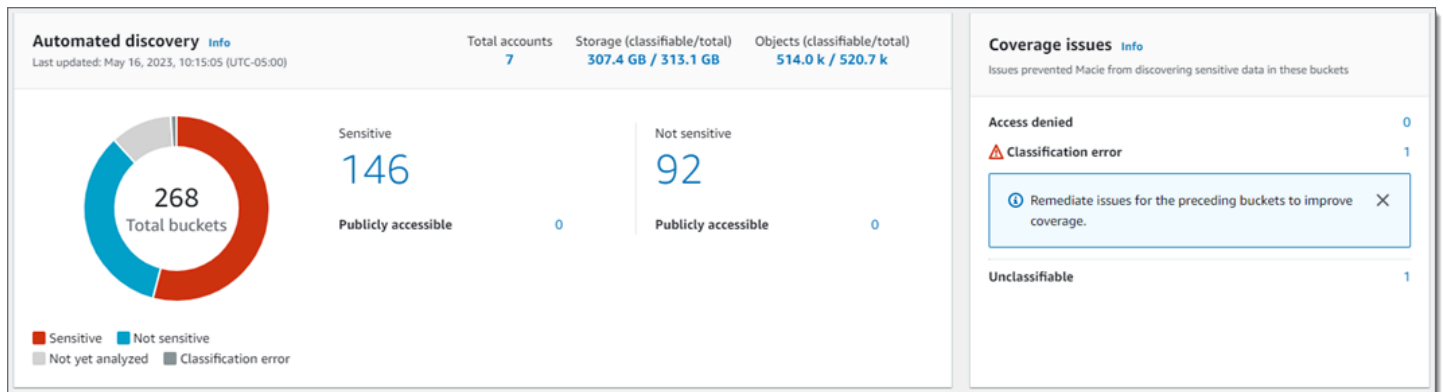 Automated discovery Info
Last updated: May 16, 2023, 10:15:05 (UTC-05:00)
Total accounts
7
Storage (classifiable/total)
307.4 GB / 313.1 GB
Objects (classifiable/total)
514.0 k / 520.7 k
268
Total buckets
Sensitive
146
Publicly accessible 0
Not sensitive
92
Publicly accessible 0
Sensitive Not sensitive
Not yet analyzed Classification error
Coverage issues Info
Issues prevented Macie from discovering sensitive data in these buckets
Access denied 0
Classification error 1
Remediate issues for the preceding buckets to improve
coverage.
Unclassifiable 1